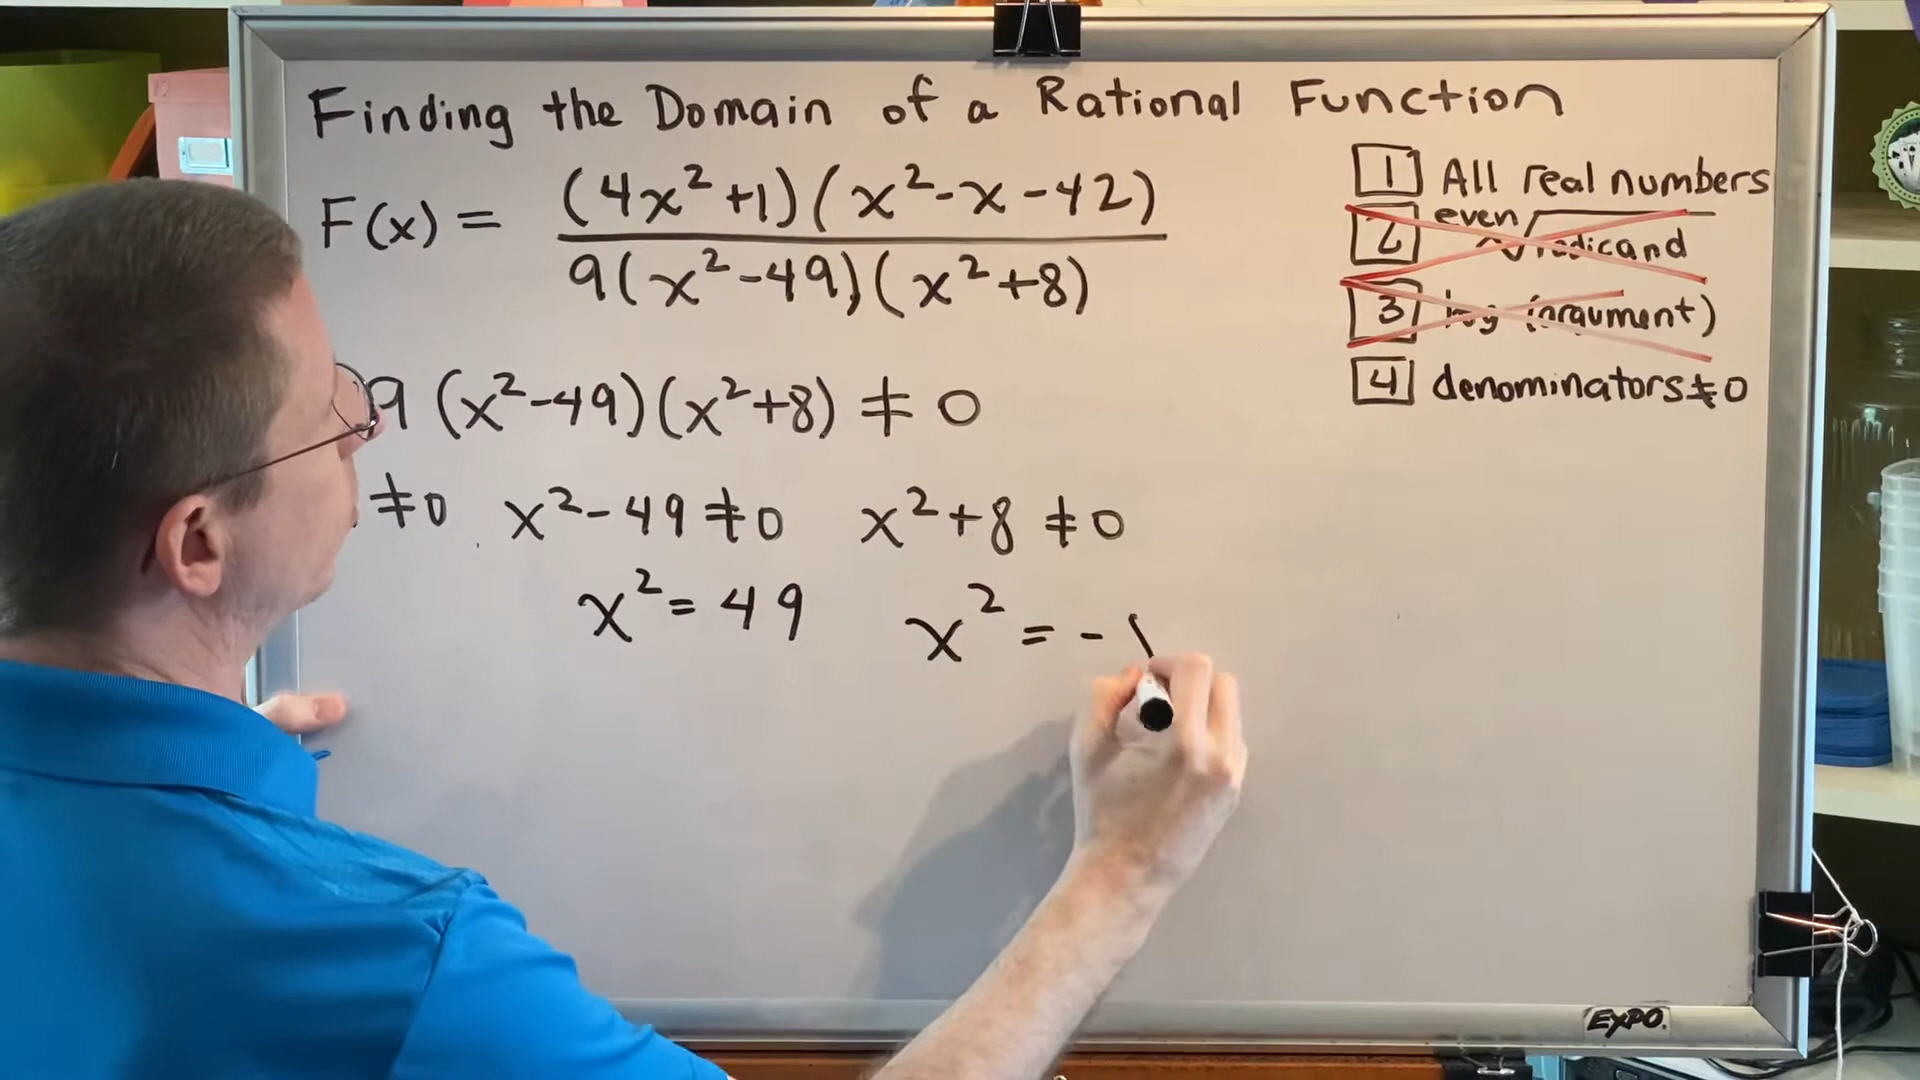 Finding the Domain of a Rational Function
F(x) = (4x²+1)(x²-x-42)
9(x²-49)(x²+8)
1 All real numbers
2 even √radicand
3 log (argument)
4 denominators≠0
9 (x²-49)(x²+8) ≠ 0
≠0 x²-49≠0 x²+8 ≠0
x²=49 x² = -
EXPO